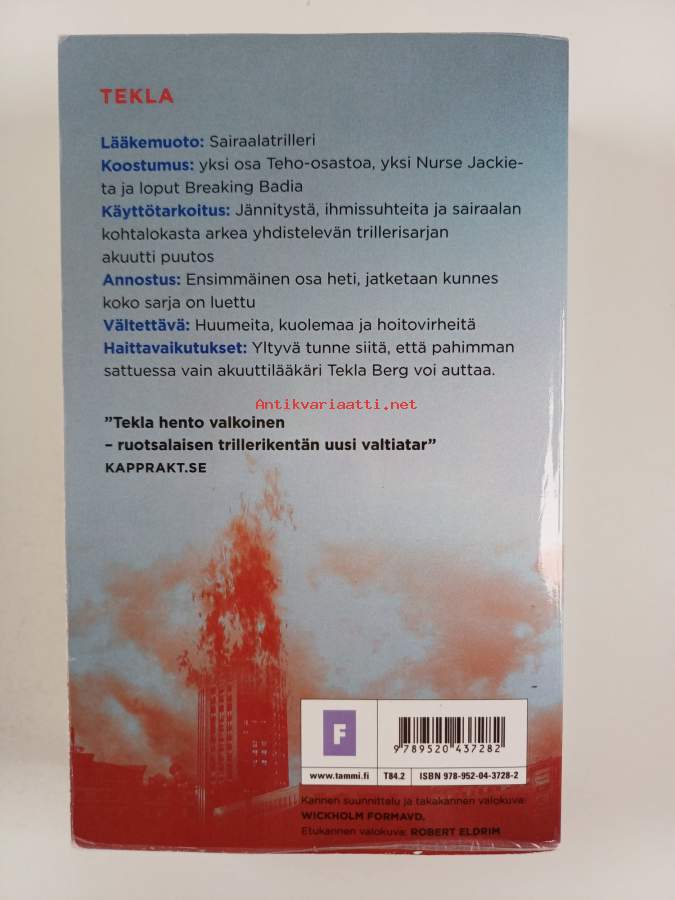 TEKLA
Lääkemuoto: Sairaalatrilleri
Koostumus: yksi osa Teho-osastoa, yksi Nurse Jackie-
ta ja loput Breaking Badia
Käyttötarkoitus: Jännitystä, ihmissuhteita ja sairaalan
kohtalokasta arkea yhdistelevän trillerisarjan
akuutti puutos
Annostus: Ensimmäinen osa heti, jatketaan kunnes
koko sarja on luettu
Vältettävä: Huumeita, kuolemaa ja hoitovirheitä
Haittavaikutukset: Yltyvä tunne siitä, että pahimman
sattuessa vain akuuttilääkäri Tekla Berg voi auttaa.
Antikvariaatti.net
”Tekla hento valkoinen
– ruotsalaisen trillerikentän uusi valtiatar”
KAPPRAKT.SE
F
9 789520 437282
www.tammi.fi T84.2 ISBN 978-952-04-3728-2
Kannen suunnittelu ja takakannen valokuva:
WICKHOLM FORMAVD.
Etukannen valokuva: ROBERT ELDRIM